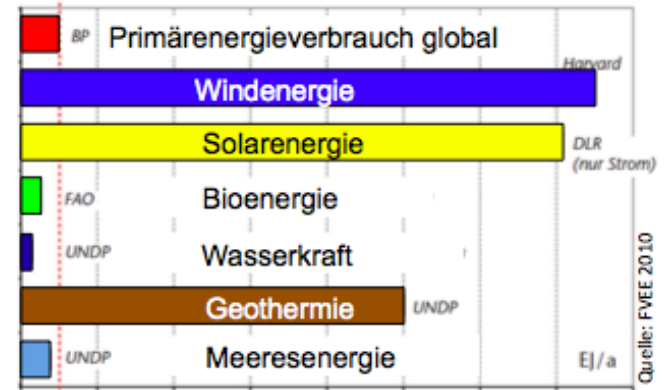 BP Primärenergieverbrauch global
Harvard
Windenergie
Solarenergie DLR
(nur Strom)
FAO Bioenergie
UNDP Wasserkraft
Geothermie UNDP
UNDP Meeresenergie EJ/a
Quelle: FVEE 2010